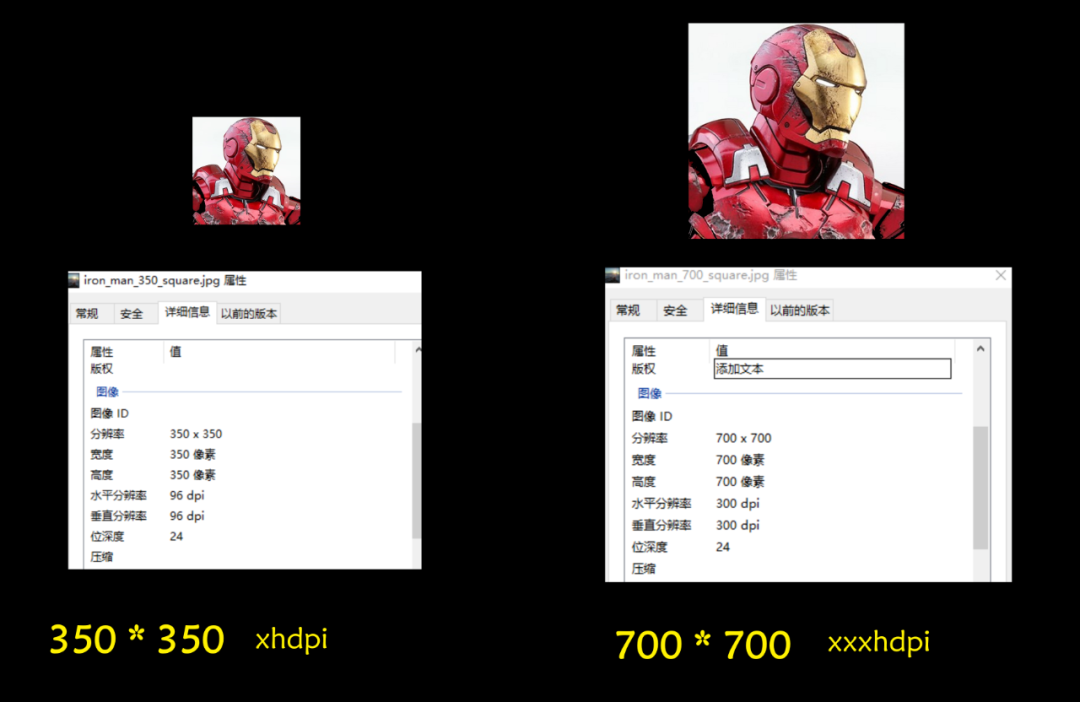 iron_man_350_square.jpg 属性
常规 安全 详细信息 以前的版本
属性 值
版权
图像
图像 ID
分辨率 350 x 350
宽度 350 像素
高度 350 像素
水平分辨率 96 dpi
垂直分辨率 96 dpi
位深度 24
压缩
350 * 350 xhdpi
iron_man_700_square.jpg 属性
常规 安全 详细信息 以前的版本
属性 值
版权 添加文本
图像
图像 ID
分辨率 700 x 700
宽度 700 像素
高度 700 像素
水平分辨率 300 dpi
垂直分辨率 300 dpi
位深度 24
压缩
700 * 700 xxxhdpi